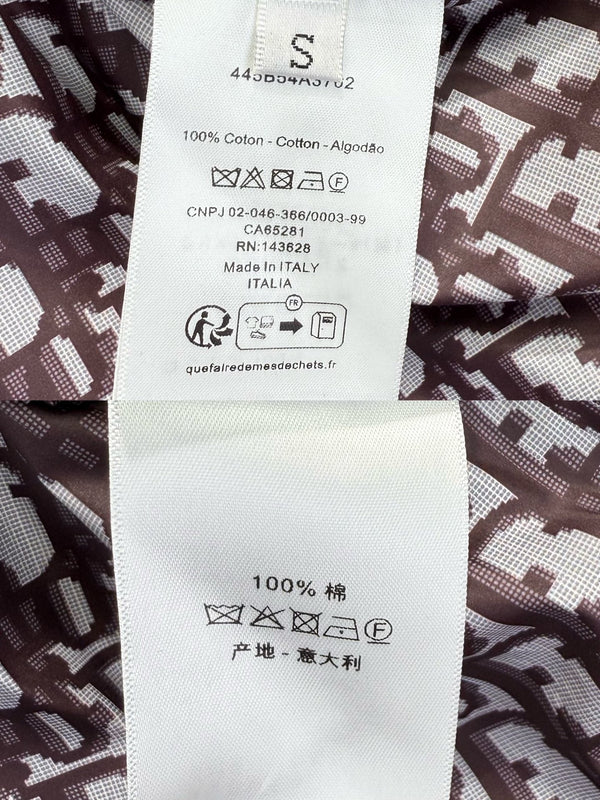 S
445B54A3702
100% Coton - Cotton - Algodão
CNPJ 02-046-366/0003-99
CA65281
RN:143628
Made in ITALY
ITALIA
FR
quefairedemesdechets.fr
100% 棉
F
产地 - 意大利